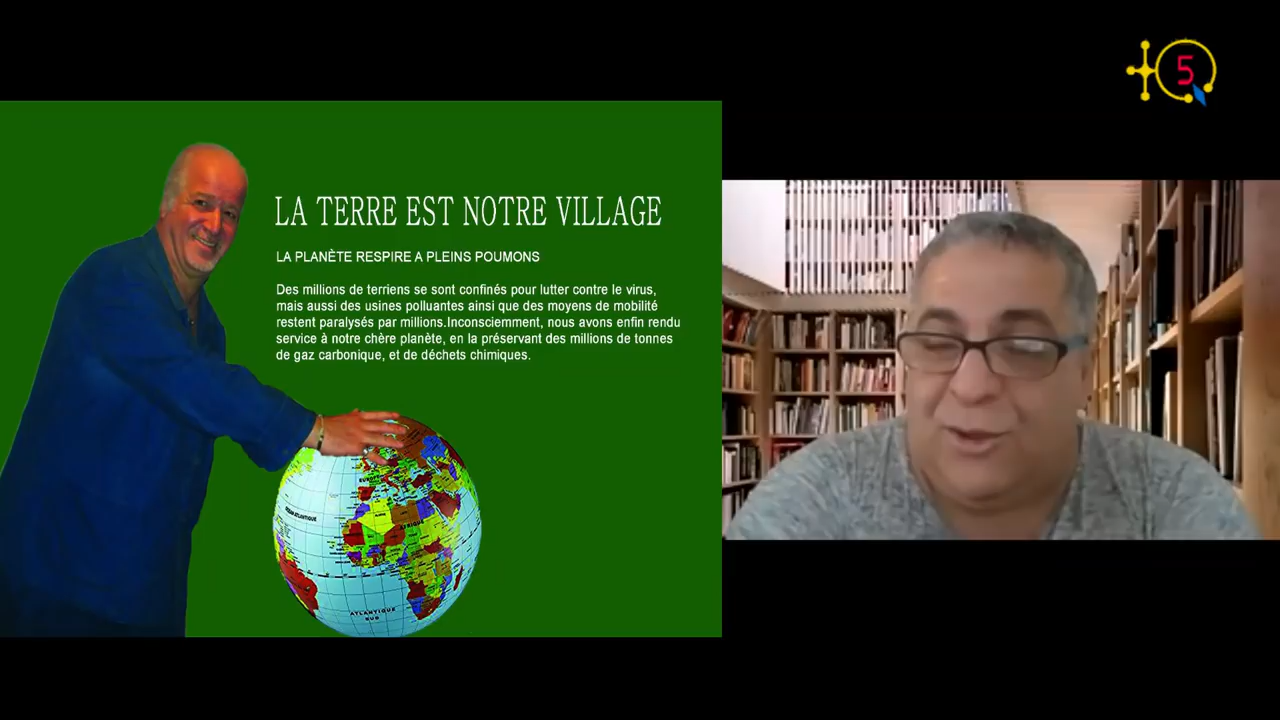 5
LA TERRE EST NOTRE VILLAGE
LA PLANÈTE RESPIRE A PLEINS POUMONS
Des millions de terriens se sont confinés pour lutter contre le virus,
mais aussi des usines polluantes ainsi que des moyens de mobilité
restent paralysés par millions.Inconsciemment, nous avons enfin rendu
service à notre chère planète, en la préservant des millions de tonnes
de gaz carbonique, et de déchets chimiques.
AFRIQUE
ATLANTIQUE
SUD